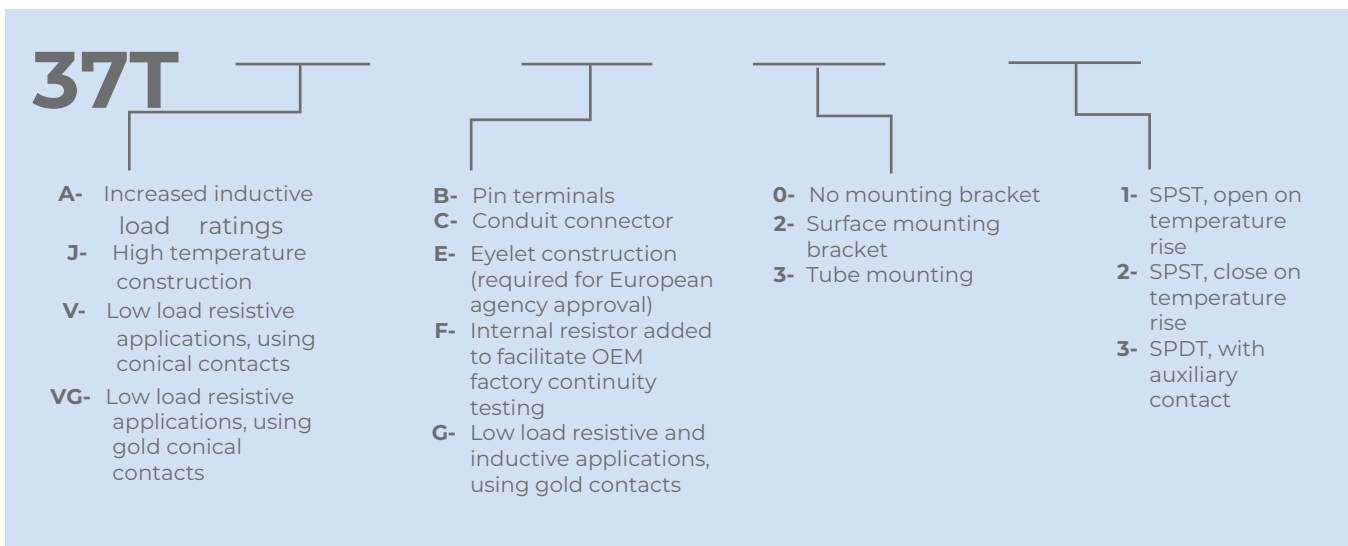 37T
A- Increased inductive
load ratings
J- High temperature
construction
V- Low load resistive
applications, using
conical contacts
VG- Low load resistive
applications, using
gold conical
contacts
B- Pin terminals
C- Conduit connector
E- Eyelet construction
(required for European
agency approval)
F- Internal resistor added
to facilitate OEM
factory continuity
testing
G- Low load resistive and
inductive applications,
using gold contacts
0- No mounting bracket
2- Surface mounting
bracket
3- Tube mounting
1- SPST, open on
temperature
rise
2- SPST, close on
temperature
rise
3- SPDT, with
auxiliary
contact